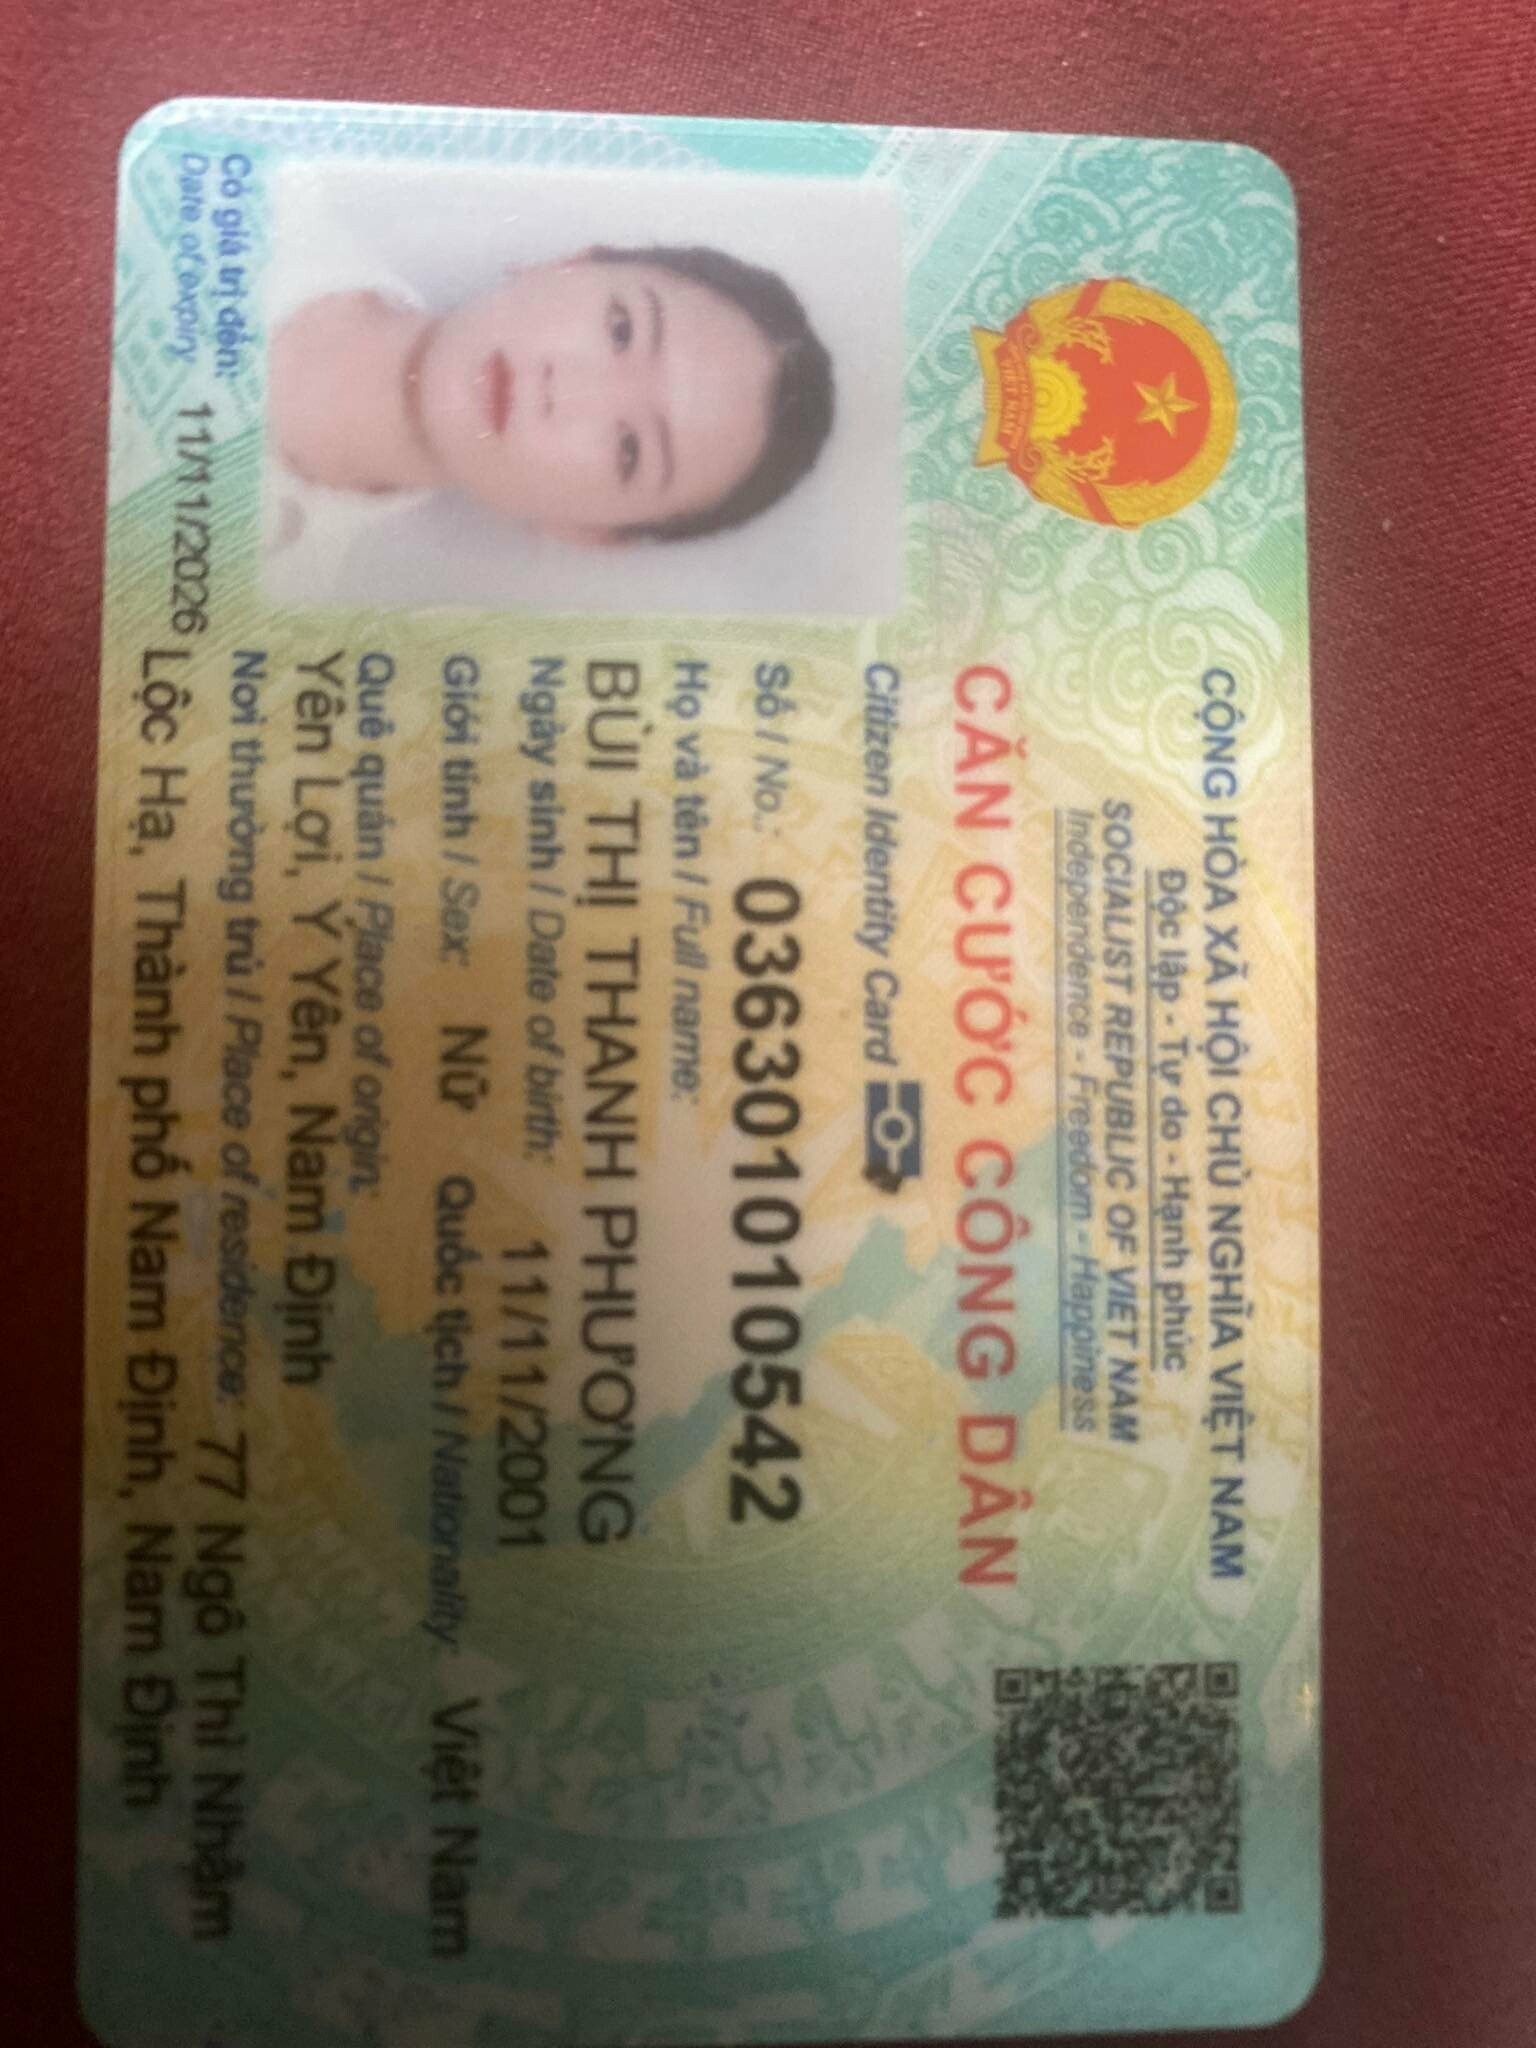 CỘNG HÒA XÃ HỘI CHỦ NGHĨA VIỆT NAM
Độc lập - Tự do - Hạnh phúc
SOCIALIST REPUBLIC OF VIET NAM
Independence - Freedom - Happiness
CĂN CƯỚC CÔNG DÂN
Citizen Identity Card
Số / No.: 036301010542
Họ và tên / Full name:
BÙI THỊ THANH PHƯƠNG
Ngày sinh / Date of birth: 11/11/2001
Giới tính / Sex: Nữ Quốc tịch / Nationality: Việt Nam
Quê quán / Place of origin:
Yên Lợi, Ý Yên, Nam Định
Nơi thường trú / Place of residence: 77 Ngô Thì Nhậm
Lộc Hạ, Thành phố Nam Định, Nam Định
Có giá trị đến: 11/11/2026
Date of expiry
VIỆT NAM